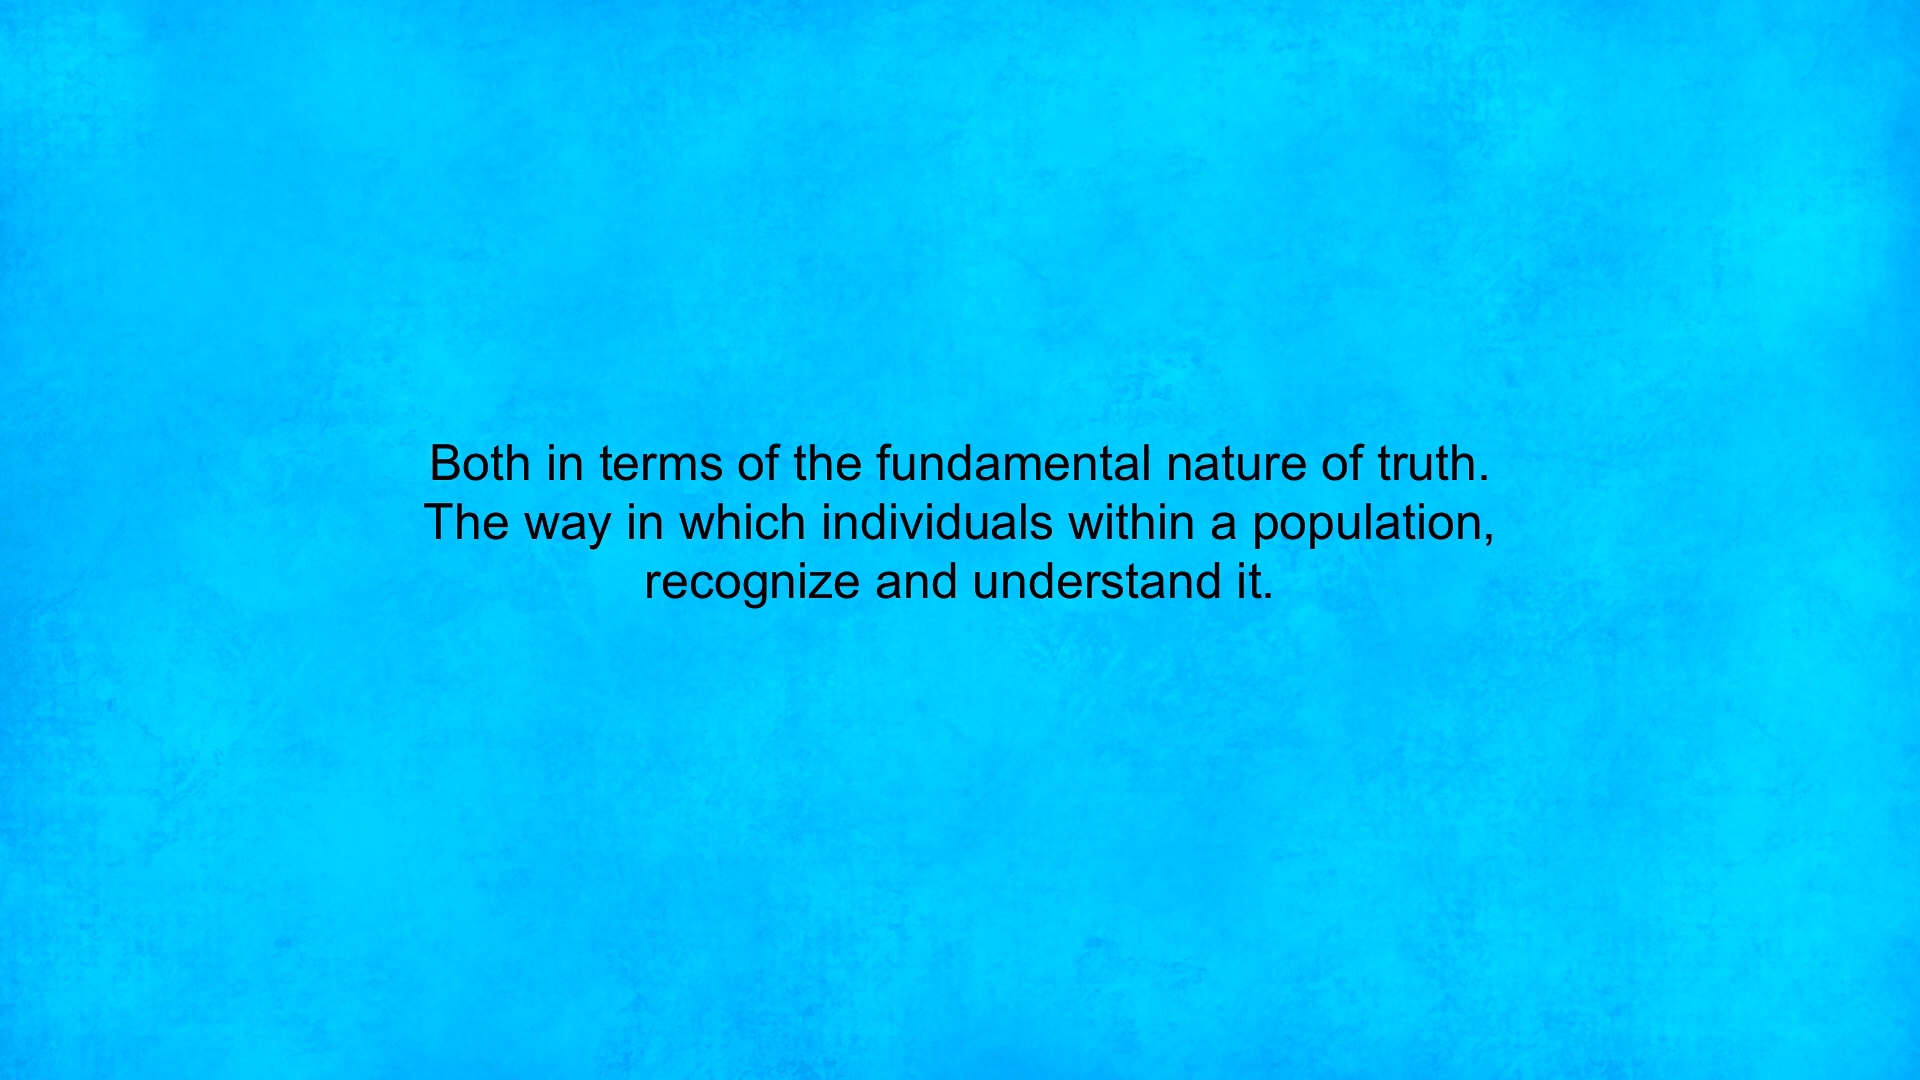 Both in terms of the fundamental nature of truth.
The way in which individuals within a population,
recognize and understand it.